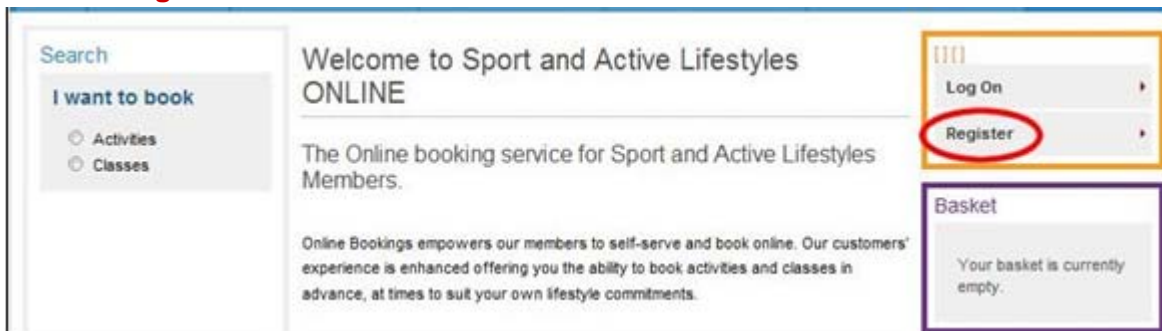 Search
I want to book
Activities
Classes
Welcome to Sport and Active Lifestyles
ONLINE
The Online booking service for Sport and Active Lifestyles
Members.
Online Bookings empowers our members to self-serve and book online. Our customers'
experience is enhanced offering you the ability to book activities and classes in
advance, at times to suit your own lifestyle commitments.
[ ] [ ]
Log On
Register
Basket
Your basket is currently
empty.